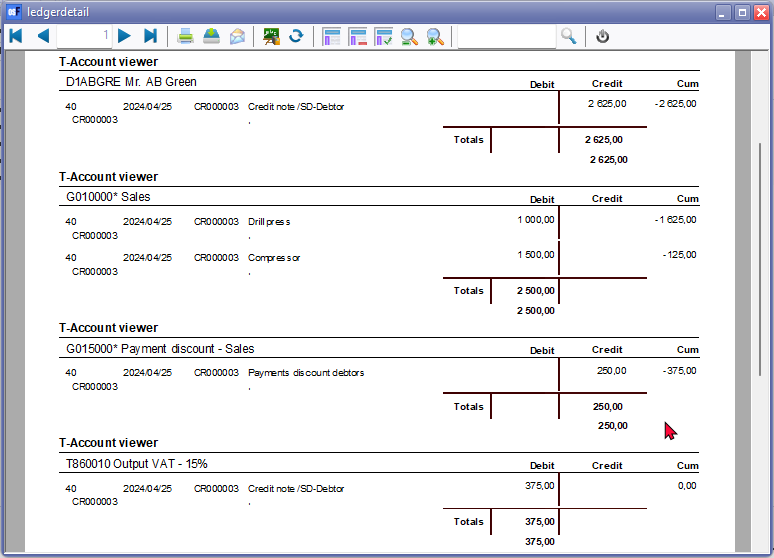 ledgerdetail
1
T-Account viewer
D1ABGRE Mr. AB Green Debit Credit Cum
40 2024/04/25 CR000003 Credit note /SD-Debtor 2 625,00 -2 625,00
CR000003 .
Totals 2 625,00
2 625,00
T-Account viewer
G010000* Sales Debit Credit Cum
40 2024/04/25 CR000003 Drill press 1 000,00 -1 625,00
CR000003 .
40 2024/04/25 CR000003 Compressor 1 500,00 -125,00
CR000003 .
Totals 2 500,00
2 500,00
T-Account viewer
G015000* Payment discount - Sales Debit Credit Cum
40 2024/04/25 CR000003 Payments discount debtors 250,00 -375,00
CR000003 .
Totals 250,00
250,00
T-Account viewer
T860010 Output VAT - 15% Debit Credit Cum
40 2024/04/25 CR000003 Credit note /SD-Debtor 375,00 0,00
CR000003 .
Totals 375,00
375,00